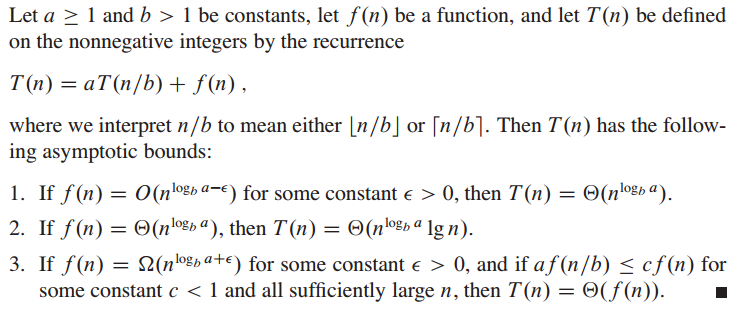 Let a ≥ 1 and b > 1 be constants, let f(n) be a function, and let T(n) be defined
on the nonnegative integers by the recurrence
T(n) = aT(n/b) + f(n) ,
where we interpret n/b to mean either ⌊n/b⌋ or ⌈n/b⌉. Then T(n) has the follow-
ing asymptotic bounds:
1. If f(n) = O(n^{log_b a−ϵ}) for some constant ϵ > 0, then T(n) = Θ(n^{log_b a}).
2. If f(n) = Θ(n^{log_b a}), then T(n) = Θ(n^{log_b a} lg n).
3. If f(n) = Ω(n^{log_b a+ϵ}) for some constant ϵ > 0, and if af(n/b) ≤ cf(n) for
some constant c < 1 and all sufficiently large n, then T(n) = Θ(f(n)). ■